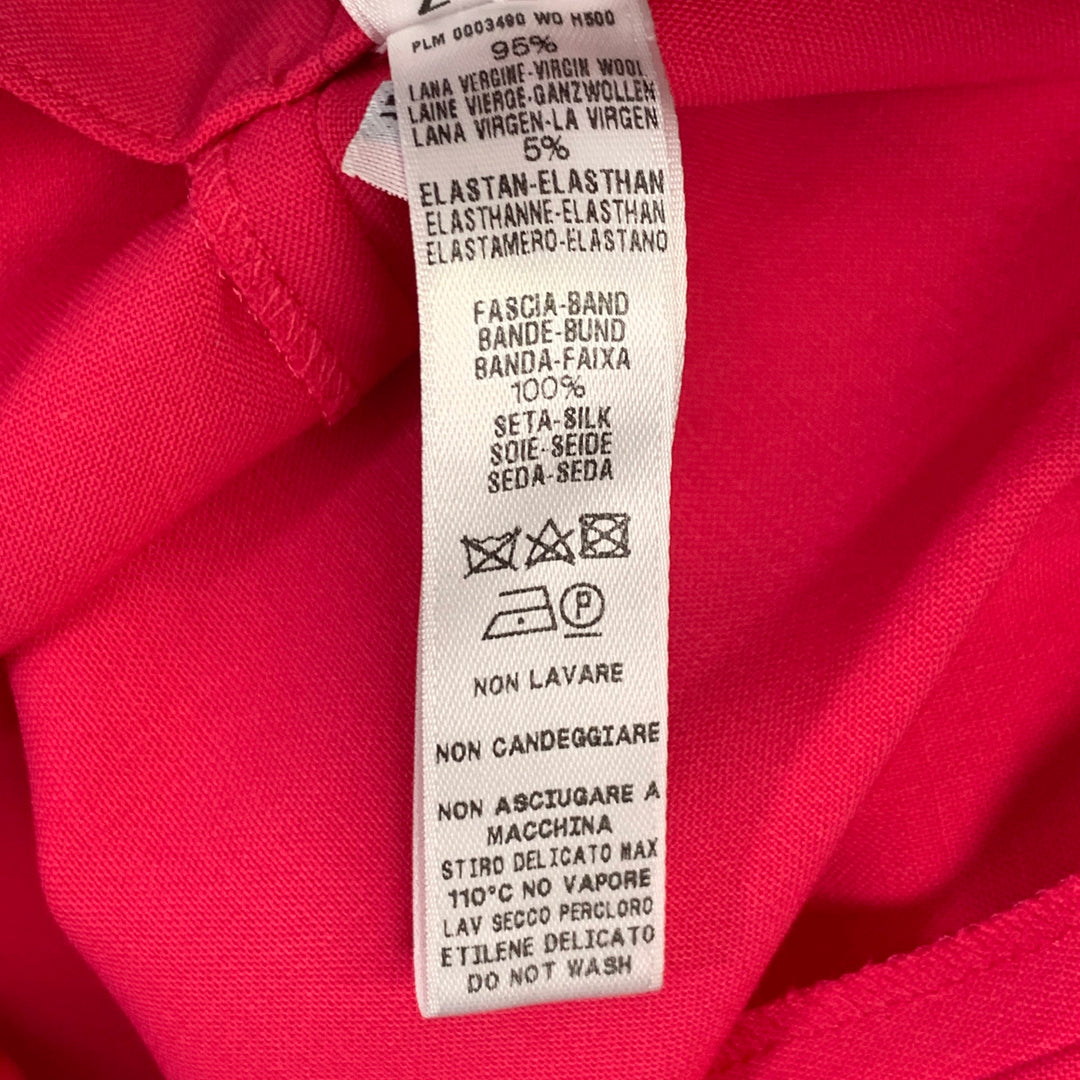 PLM 0003490 WO H500
95%
LANA VERGINE-VIRGIN WOOL
LAINE VIERGE-GANZWOLLEN
LANA VIRGEN-LA VIRGEN
5%
ELASTAN-ELASTHAN
ELASTHANNE-ELASTHAN
ELASTAMERO-ELASTANO
FASCIA-BAND
BANDE-BUND
BANDA-FAIXA
100%
SETA-SILK
SOIE-SEIDE
SEDA-SEDA
P
NON LAVARE
NON CANDEGGIARE
NON ASCIUGARE A
MACCHINA
STIRO DELICATO MAX
110°C NO VAPORE
LAV SECCO PERCLORO
ETILENE DELICATO
DO NOT WASH